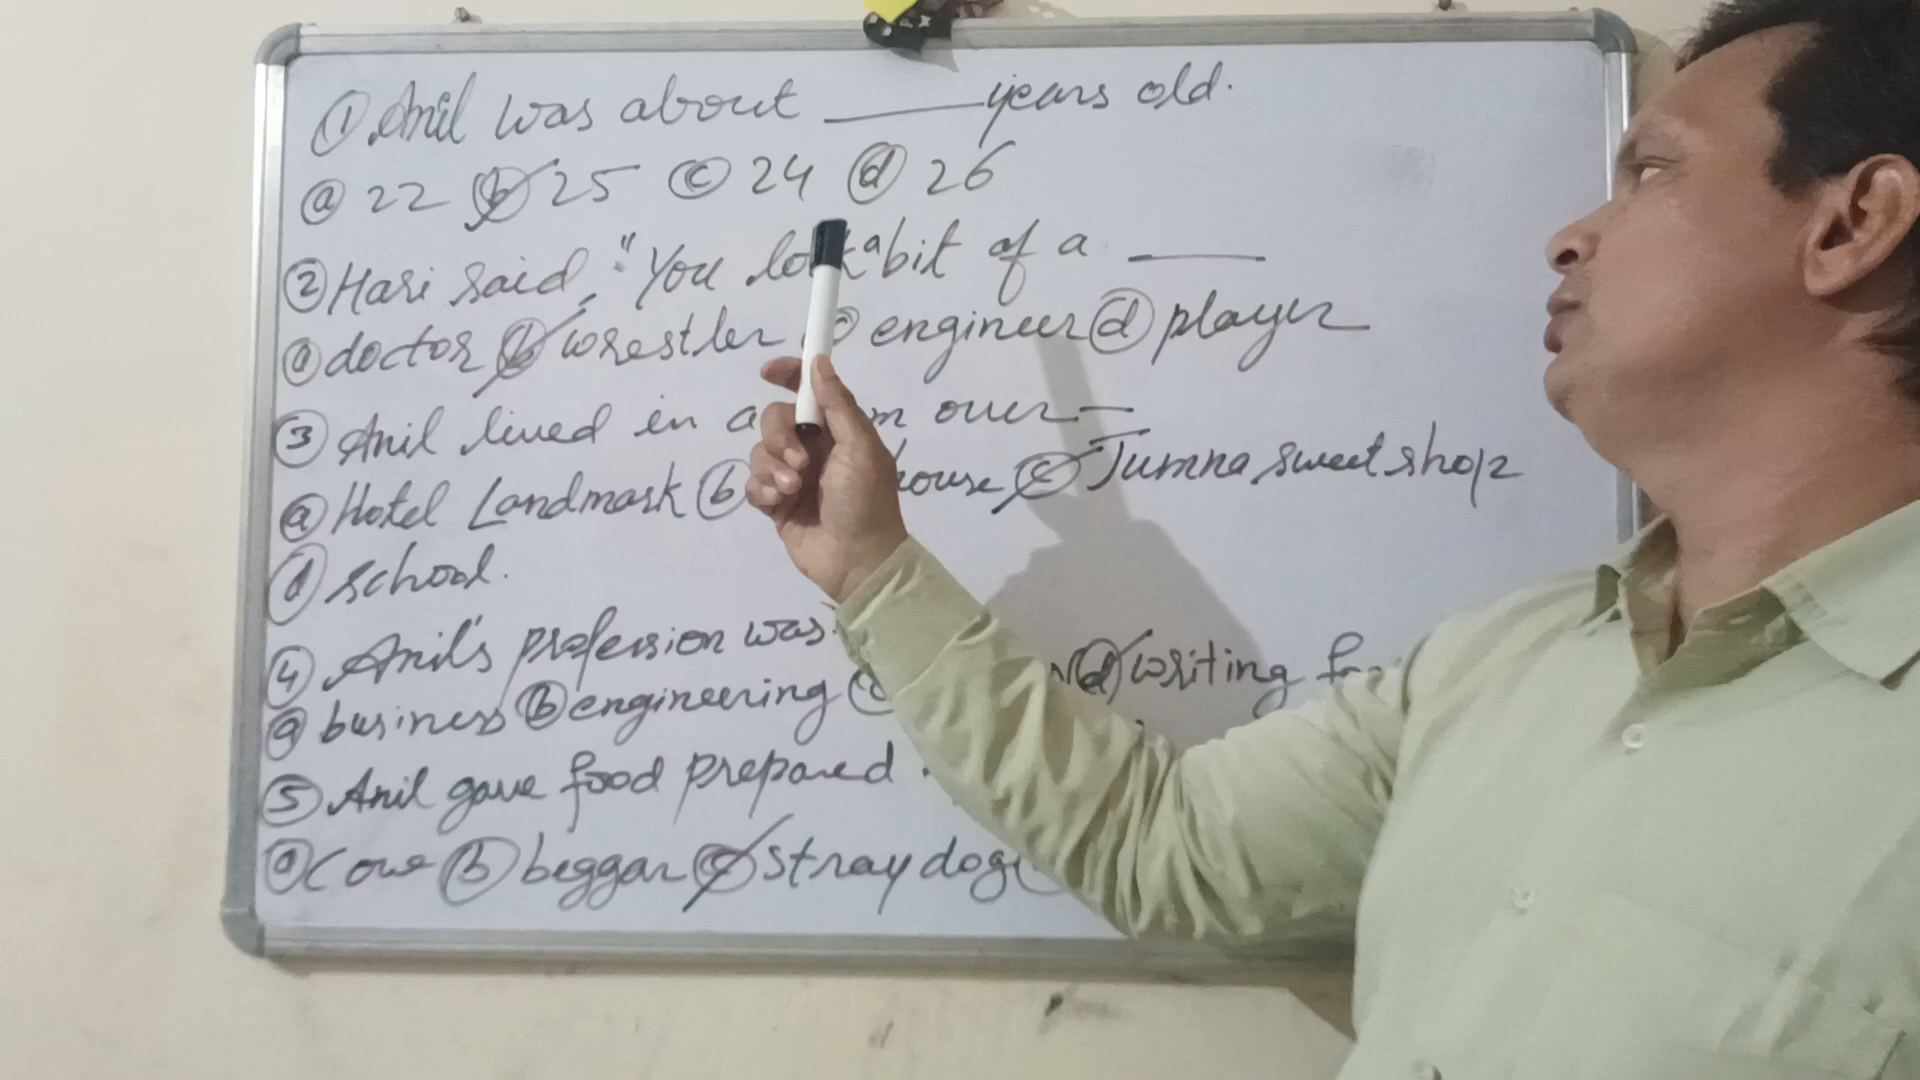 ① Anil was about ____ years old.
ⓐ 22 ⓑ 25 ⓒ 24 ⓓ 26
② Hari said, "You look a bit of a ____
ⓐ doctor ⓑ wrestler ⓒ engineer ⓓ player
③ Anil lived in a over —
ⓐ Hotel Landmark ⓑ house ⓒ Jumna sweet shop
ⓓ school.
④ Anil's profession was
ⓐ business ⓑ engineering ⓒ ⓓ writing
⑤ Anil gave food prepared
ⓐ Cow ⓑ beggar ⓒ stray dog